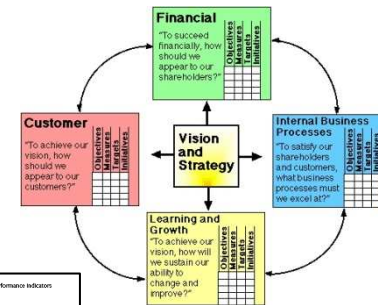 Financial
"To succeed
financially, how
should we
appear to our
shareholders?"
Objectives
Measures
Targets
Initiatives
Customer
"To achieve our
vision, how
should we
appear to our
customers?"
Objectives
Measures
Targets
Initiatives
Vision
and
Strategy
Internal Business
Processes
"To satisfy our
shareholders
and customers,
what business
processes must
we excel at?"
Objectives
Measures
Targets
Initiatives
Learning and
Growth
"To achieve our
vision, how will
we sustain our
ability to
change and
improve?"
Objectives
Measures
Targets
Initiatives
formance Indicators